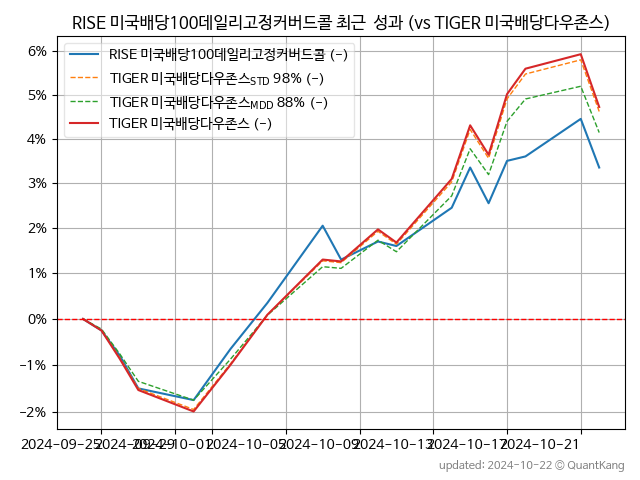 RISE 미국배당100데일리고정커버드콜 최근 성과 (vs TIGER 미국배당다우존스)
6%
5%
4%
3%
2%
1%
0%
−1%
−2%
RISE 미국배당100데일리고정커버드콜 (-)
TIGER 미국배당다우존스STD 98% (-)
TIGER 미국배당다우존스MDD 88% (-)
TIGER 미국배당다우존스 (-)
2024-09-25 2024-09-29 2024-10-01 2024-10-05 2024-10-09 2024-10-13 2024-10-17 2024-10-21
updated: 2024-10-22 © QuantKang